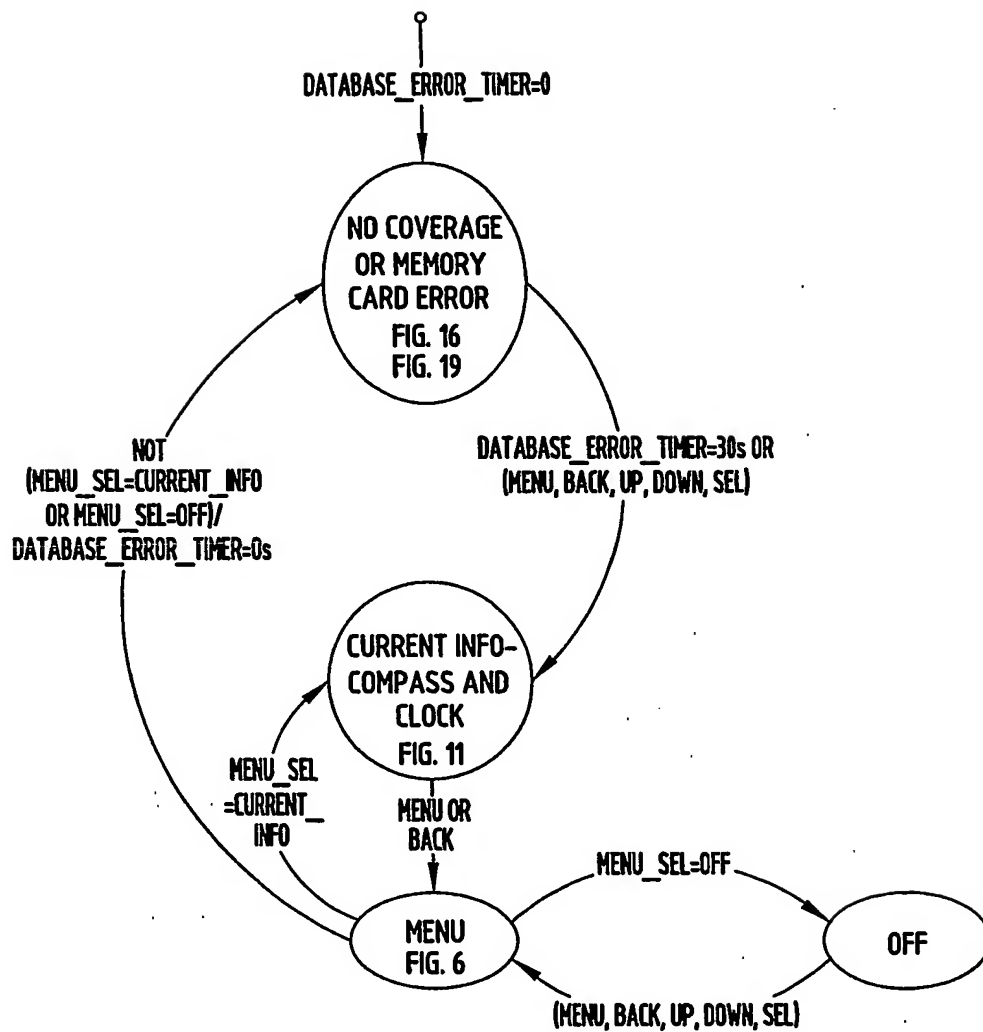 DATABASE_ERROR_TIMER=0
NO COVERAGE
OR MEMORY
CARD ERROR
FIG. 16
FIG. 19
NOT
(MENU_SEL=CURRENT_INFO
OR MENU_SEL=OFF)/
DATABASE_ERROR_TIMER=0s
DATABASE_ERROR_TIMER=30s OR
(MENU, BACK, UP, DOWN, SEL)
CURRENT INFO-
COMPASS AND
CLOCK
FIG. 11
MENU_SEL
=CURRENT_
INFO
MENU OR
BACK
MENU_SEL=OFF
MENU
FIG. 6
OFF
(MENU, BACK, UP, DOWN, SEL)